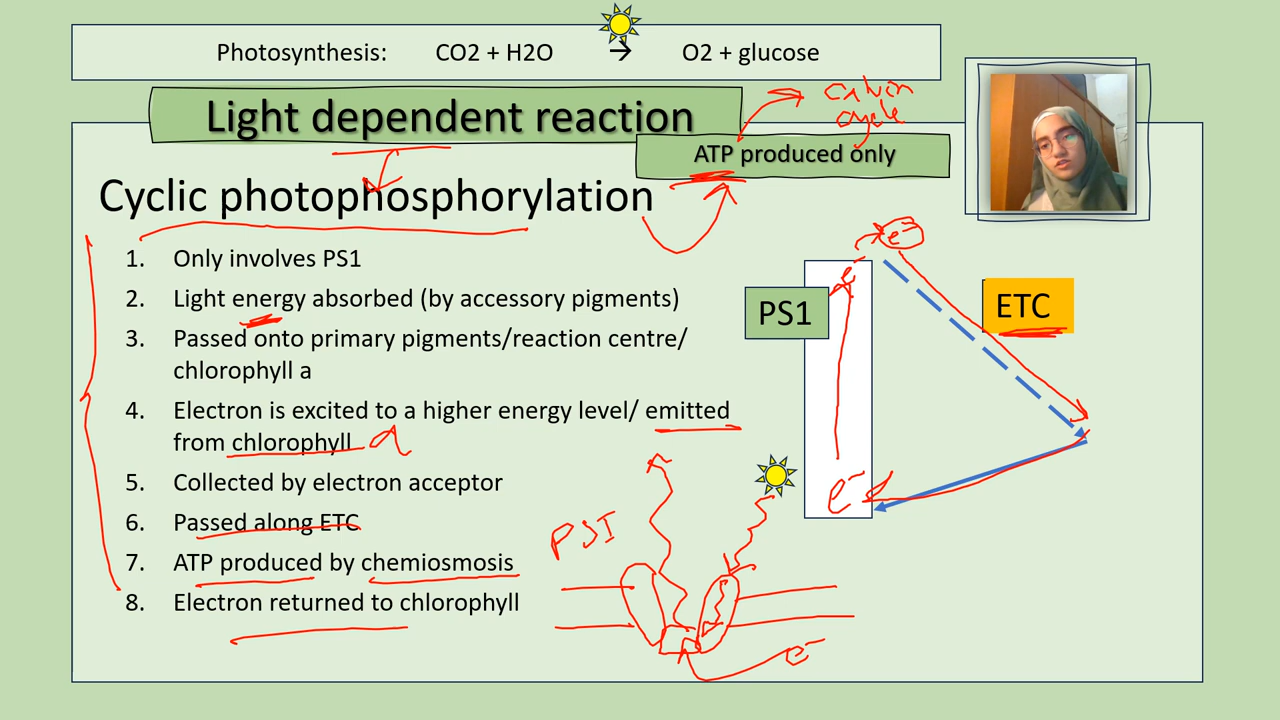 Photosynthesis: CO2 + H2O → O2 + glucose
Light dependent reaction
Calvin
cycle
ATP produced only
Cyclic photophosphorylation
1. Only involves PS1
2. Light energy absorbed (by accessory pigments)
3. Passed onto primary pigments/reaction centre/
chlorophyll a
4. Electron is excited to a higher energy level/ emitted
from chlorophyll a
5. Collected by electron acceptor
6. Passed along ETC
7. ATP produced by chemiosmosis
8. Electron returned to chlorophyll
e-
e-
PS1
ETC
e-
PSI
e-